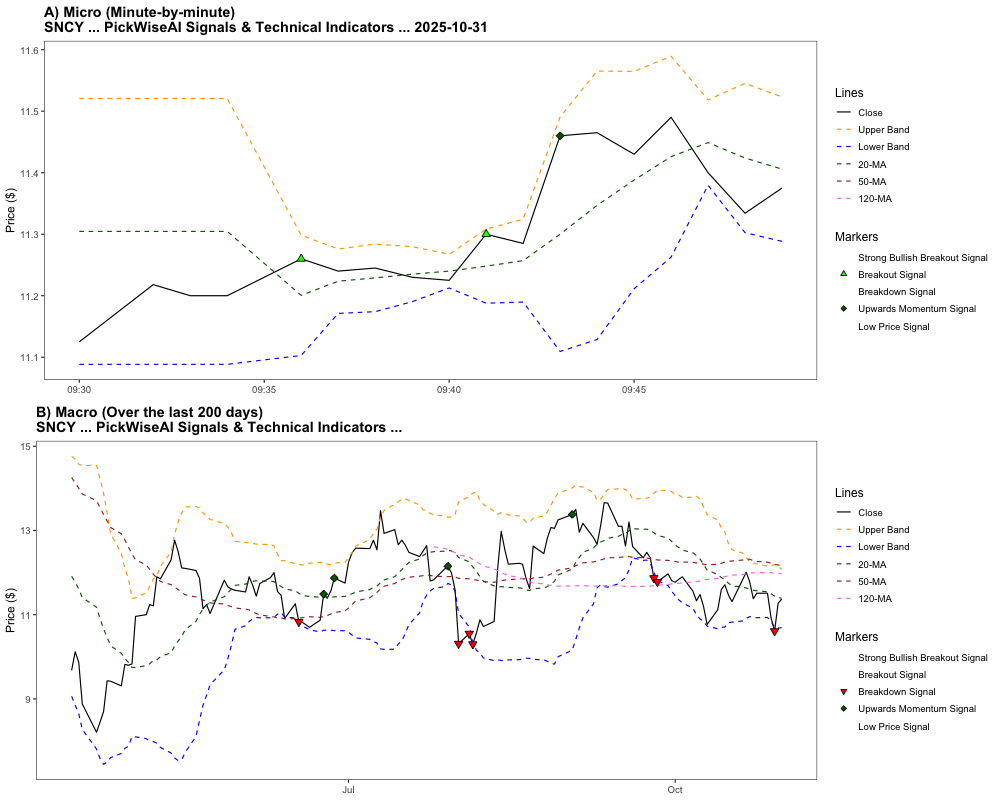 A) Micro (Minute-by-minute)
SNCY ... PickWiseAI Signals & Technical Indicators ... 2025-10-31
Price ($)
11.6
11.5
11.4
11.3
11.2
11.1
09:30
09:35
09:40
09:45
Lines
Close
Upper Band
Lower Band
20-MA
50-MA
120-MA
Markers
Strong Bullish Breakout Signal
Breakout Signal
Breakdown Signal
Upwards Momentum Signal
Low Price Signal
B) Macro (Over the last 200 days)
SNCY ... PickWiseAI Signals & Technical Indicators ...
Price ($)
15
13
11
9
Jul
Oct
Lines
Close
Upper Band
Lower Band
20-MA
50-MA
120-MA
Markers
Strong Bullish Breakout Signal
Breakout Signal
Breakdown Signal
Upwards Momentum Signal
Low Price Signal